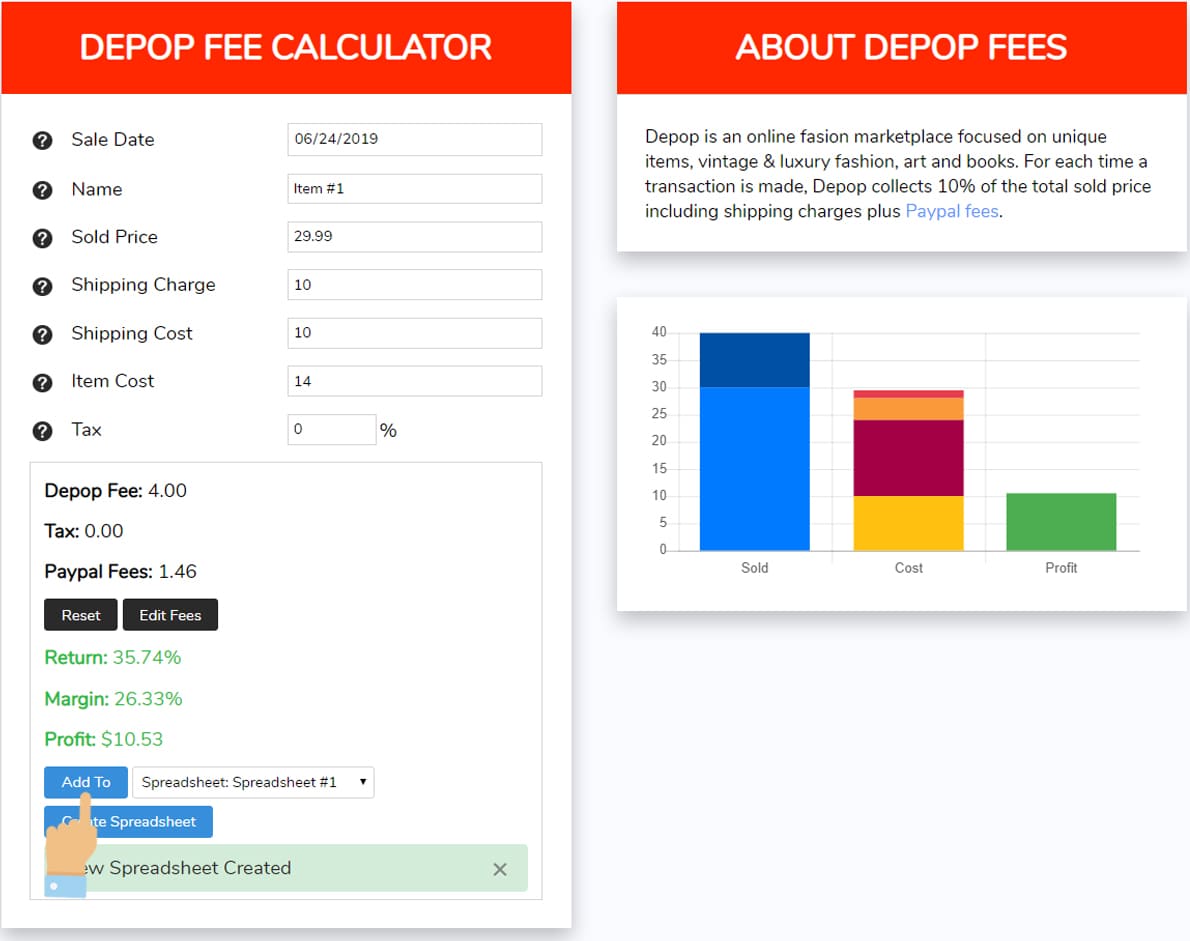 DEPOP FEE CALCULATOR
Sale Date 06/24/2019
Name Item #1
Sold Price 29.99
Shipping Charge 10
Shipping Cost 10
Item Cost 14
Tax 0 %
Depop Fee: 4.00
Tax: 0.00
Paypal Fees: 1.46
Reset Edit Fees
Return: 35.74%
Margin: 26.33%
Profit: $10.53
Add To Spreadsheet: Spreadsheet #1
Spreadsheet
Spreadsheet Created
ABOUT DEPOP FEES
Depop is an online fasion marketplace focused on unique
items, vintage & luxury fashion, art and books. For each time a
transaction is made, Depop collects 10% of the total sold price
including shipping charges plus Paypal fees.
40
35
30
25
20
15
10
5
0
Sold Cost Profit